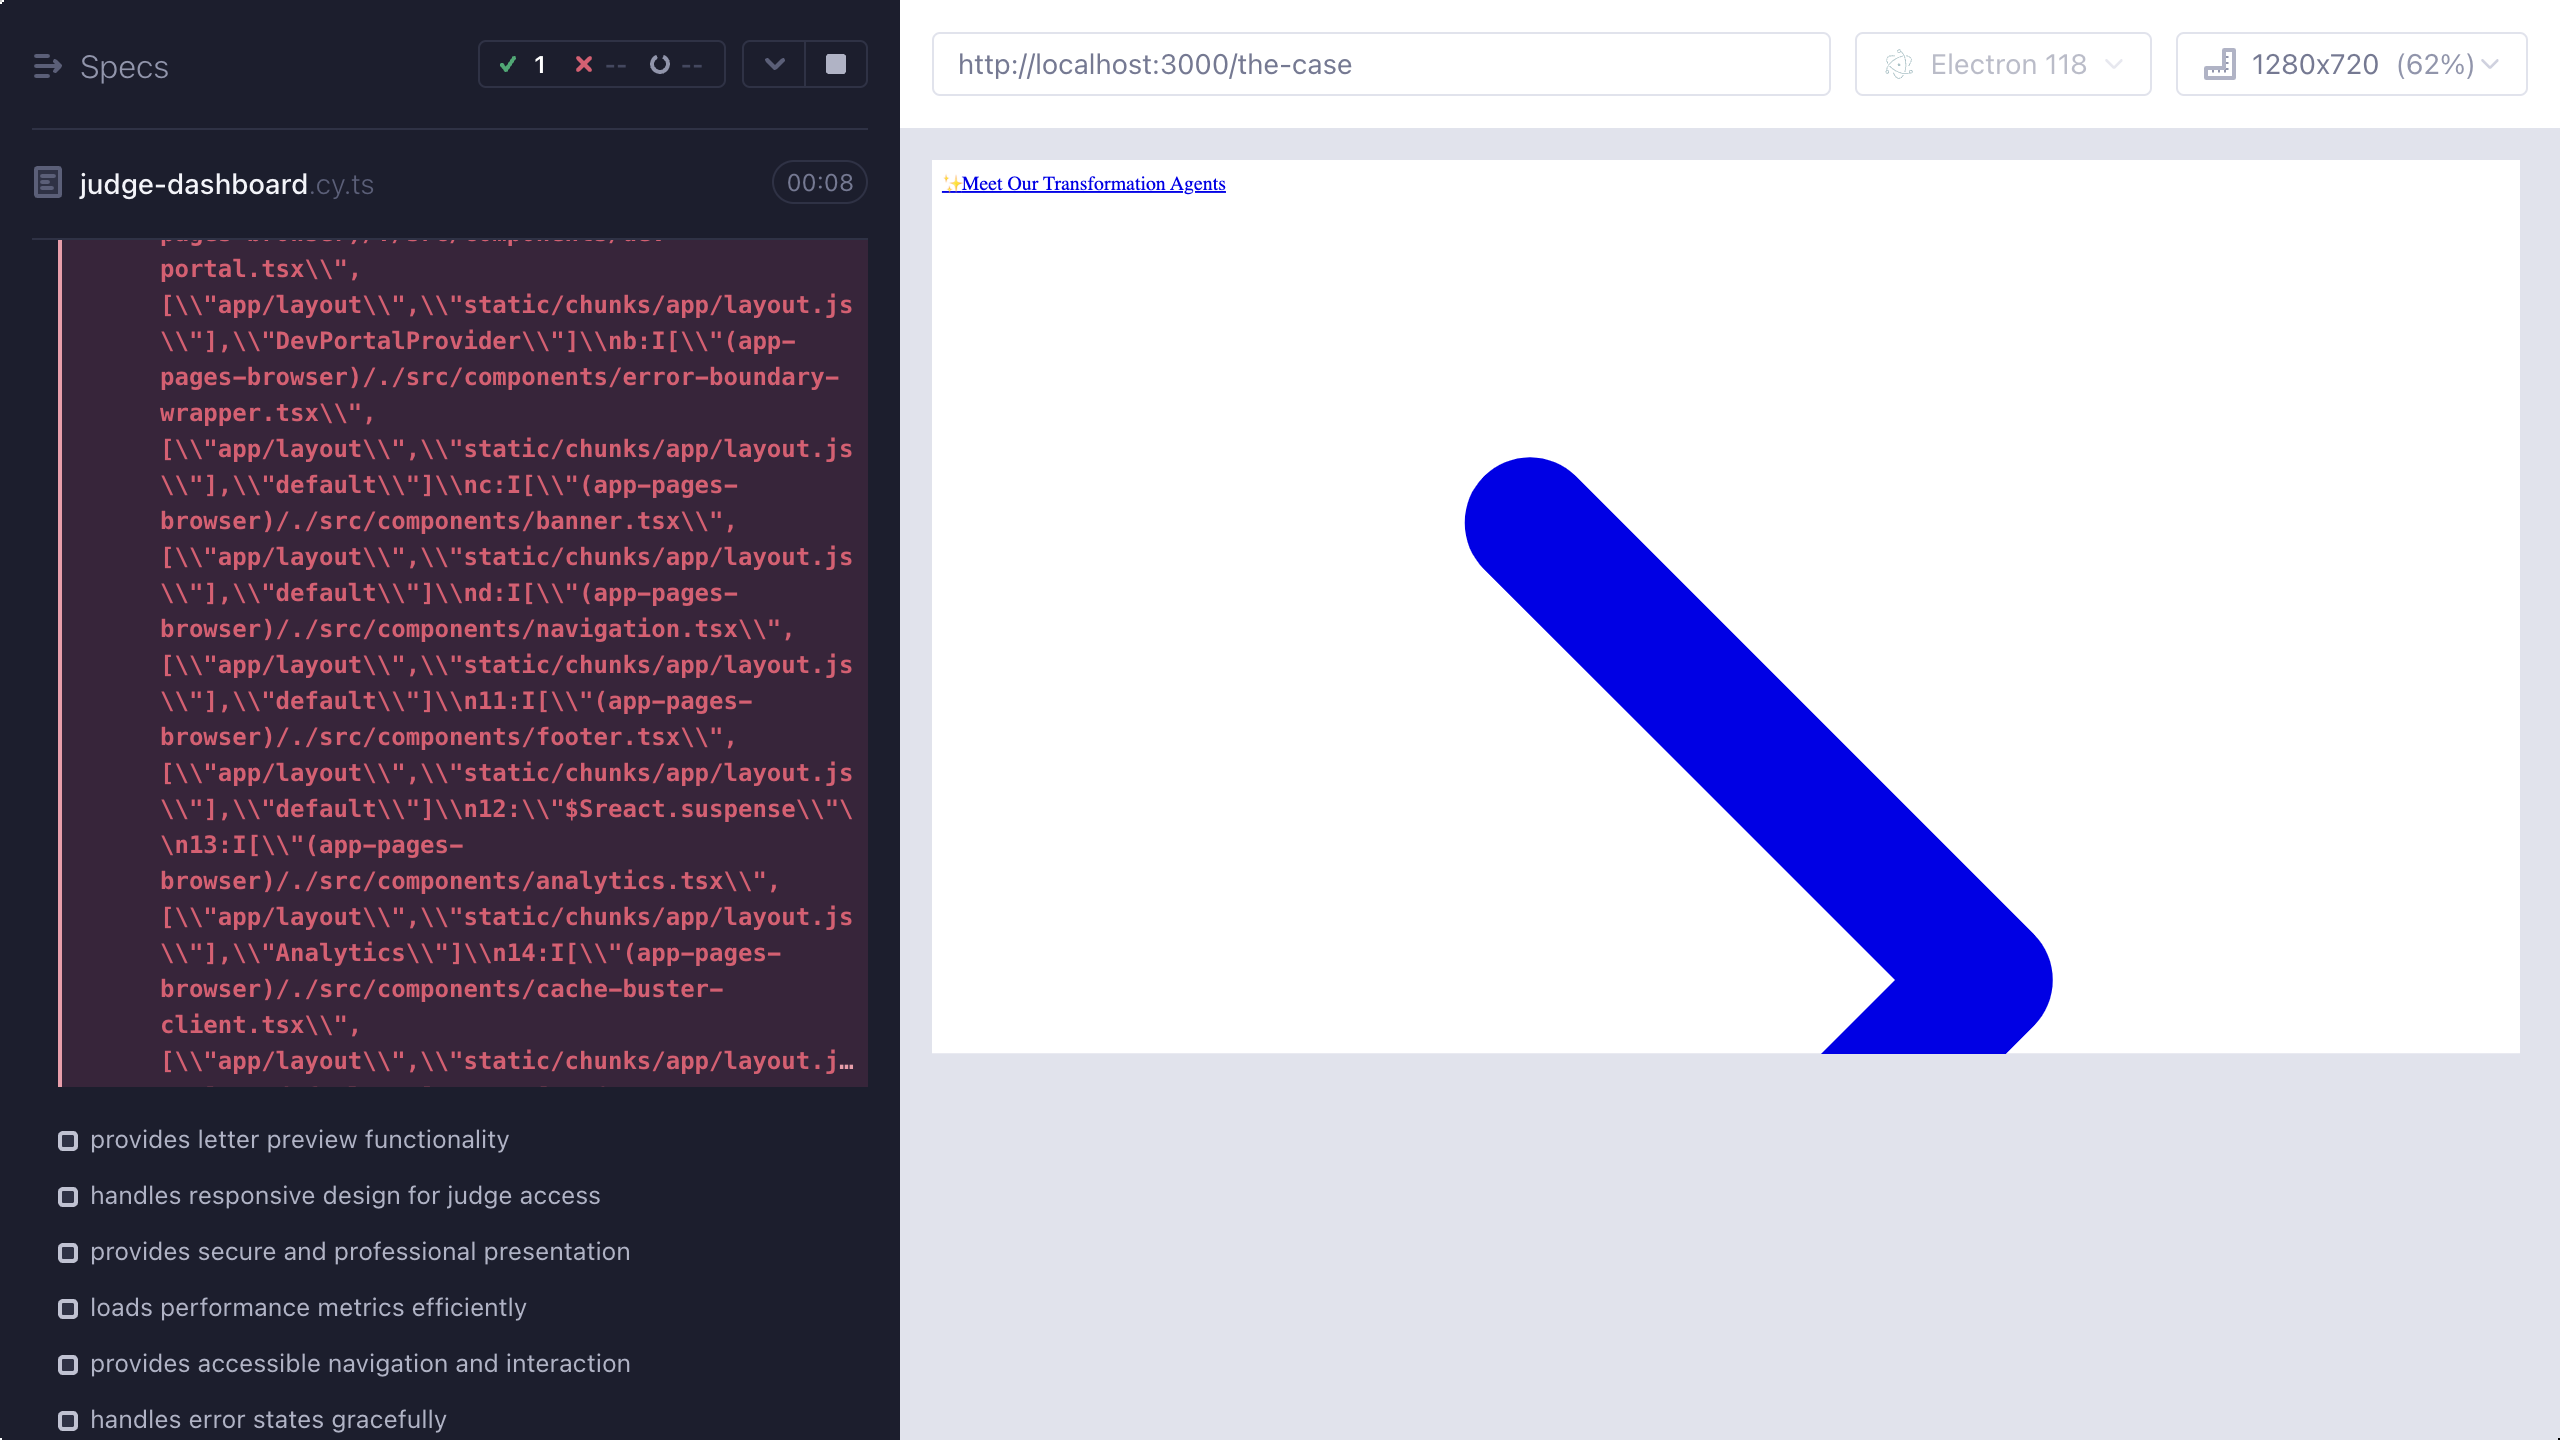 Specs
1
--
--
http://localhost:3000/the-case
Electron 118
1280x720 (62%)
judge-dashboard.cy.ts
00:08
portal.tsx\\",
[\\"app/layout\\",\\"static/chunks/app/layout.js
\\"],\\"DevPortalProvider\\"]\\nb:I[\\"(app-
pages-browser)/./src/components/error-boundary-
wrapper.tsx\\",
[\\"app/layout\\",\\"static/chunks/app/layout.js
\\"],\\"default\\"]\\nc:I[\\"(app-pages-
browser)/./src/components/banner.tsx\\",
[\\"app/layout\\",\\"static/chunks/app/layout.js
\\"],\\"default\\"]\\nd:I[\\"(app-pages-
browser)/./src/components/navigation.tsx\\",
[\\"app/layout\\",\\"static/chunks/app/layout.js
\\"],\\"default\\"]\\n11:I[\\"(app-pages-
browser)/./src/components/footer.tsx\\",
[\\"app/layout\\",\\"static/chunks/app/layout.js
\\"],\\"default\\"]\\n12:\\"$Sreact.suspense\\"\
\n13:I[\\"(app-pages-
browser)/./src/components/analytics.tsx\\",
[\\"app/layout\\",\\"static/chunks/app/layout.js
\\"],\\"Analytics\\"]\\n14:I[\\"(app-pages-
browser)/./src/components/cache-buster-
client.tsx\\",
[\\"app/layout\\",\\"static/chunks/app/layout.j…
provides letter preview functionality
handles responsive design for judge access
provides secure and professional presentation
loads performance metrics efficiently
provides accessible navigation and interaction
handles error states gracefully
✨Meet Our Transformation Agents